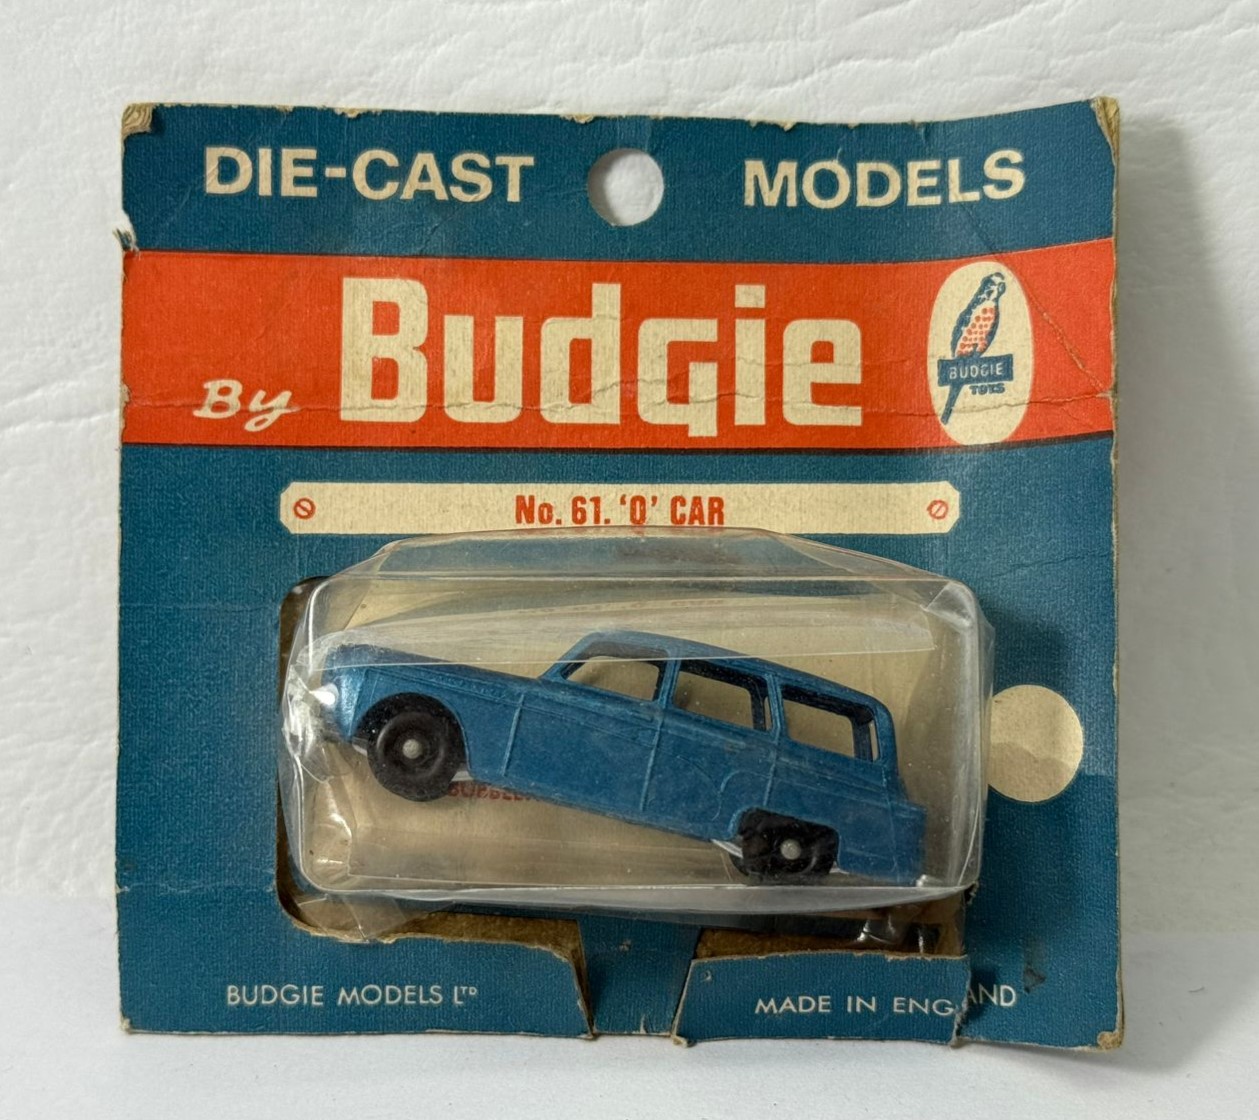 DIE-CAST MODELS
By Budgie
BUDGIE
TOYS
No. 61. 'Q' CAR
BUDGIE MODELS LTD
MADE IN ENGLAND